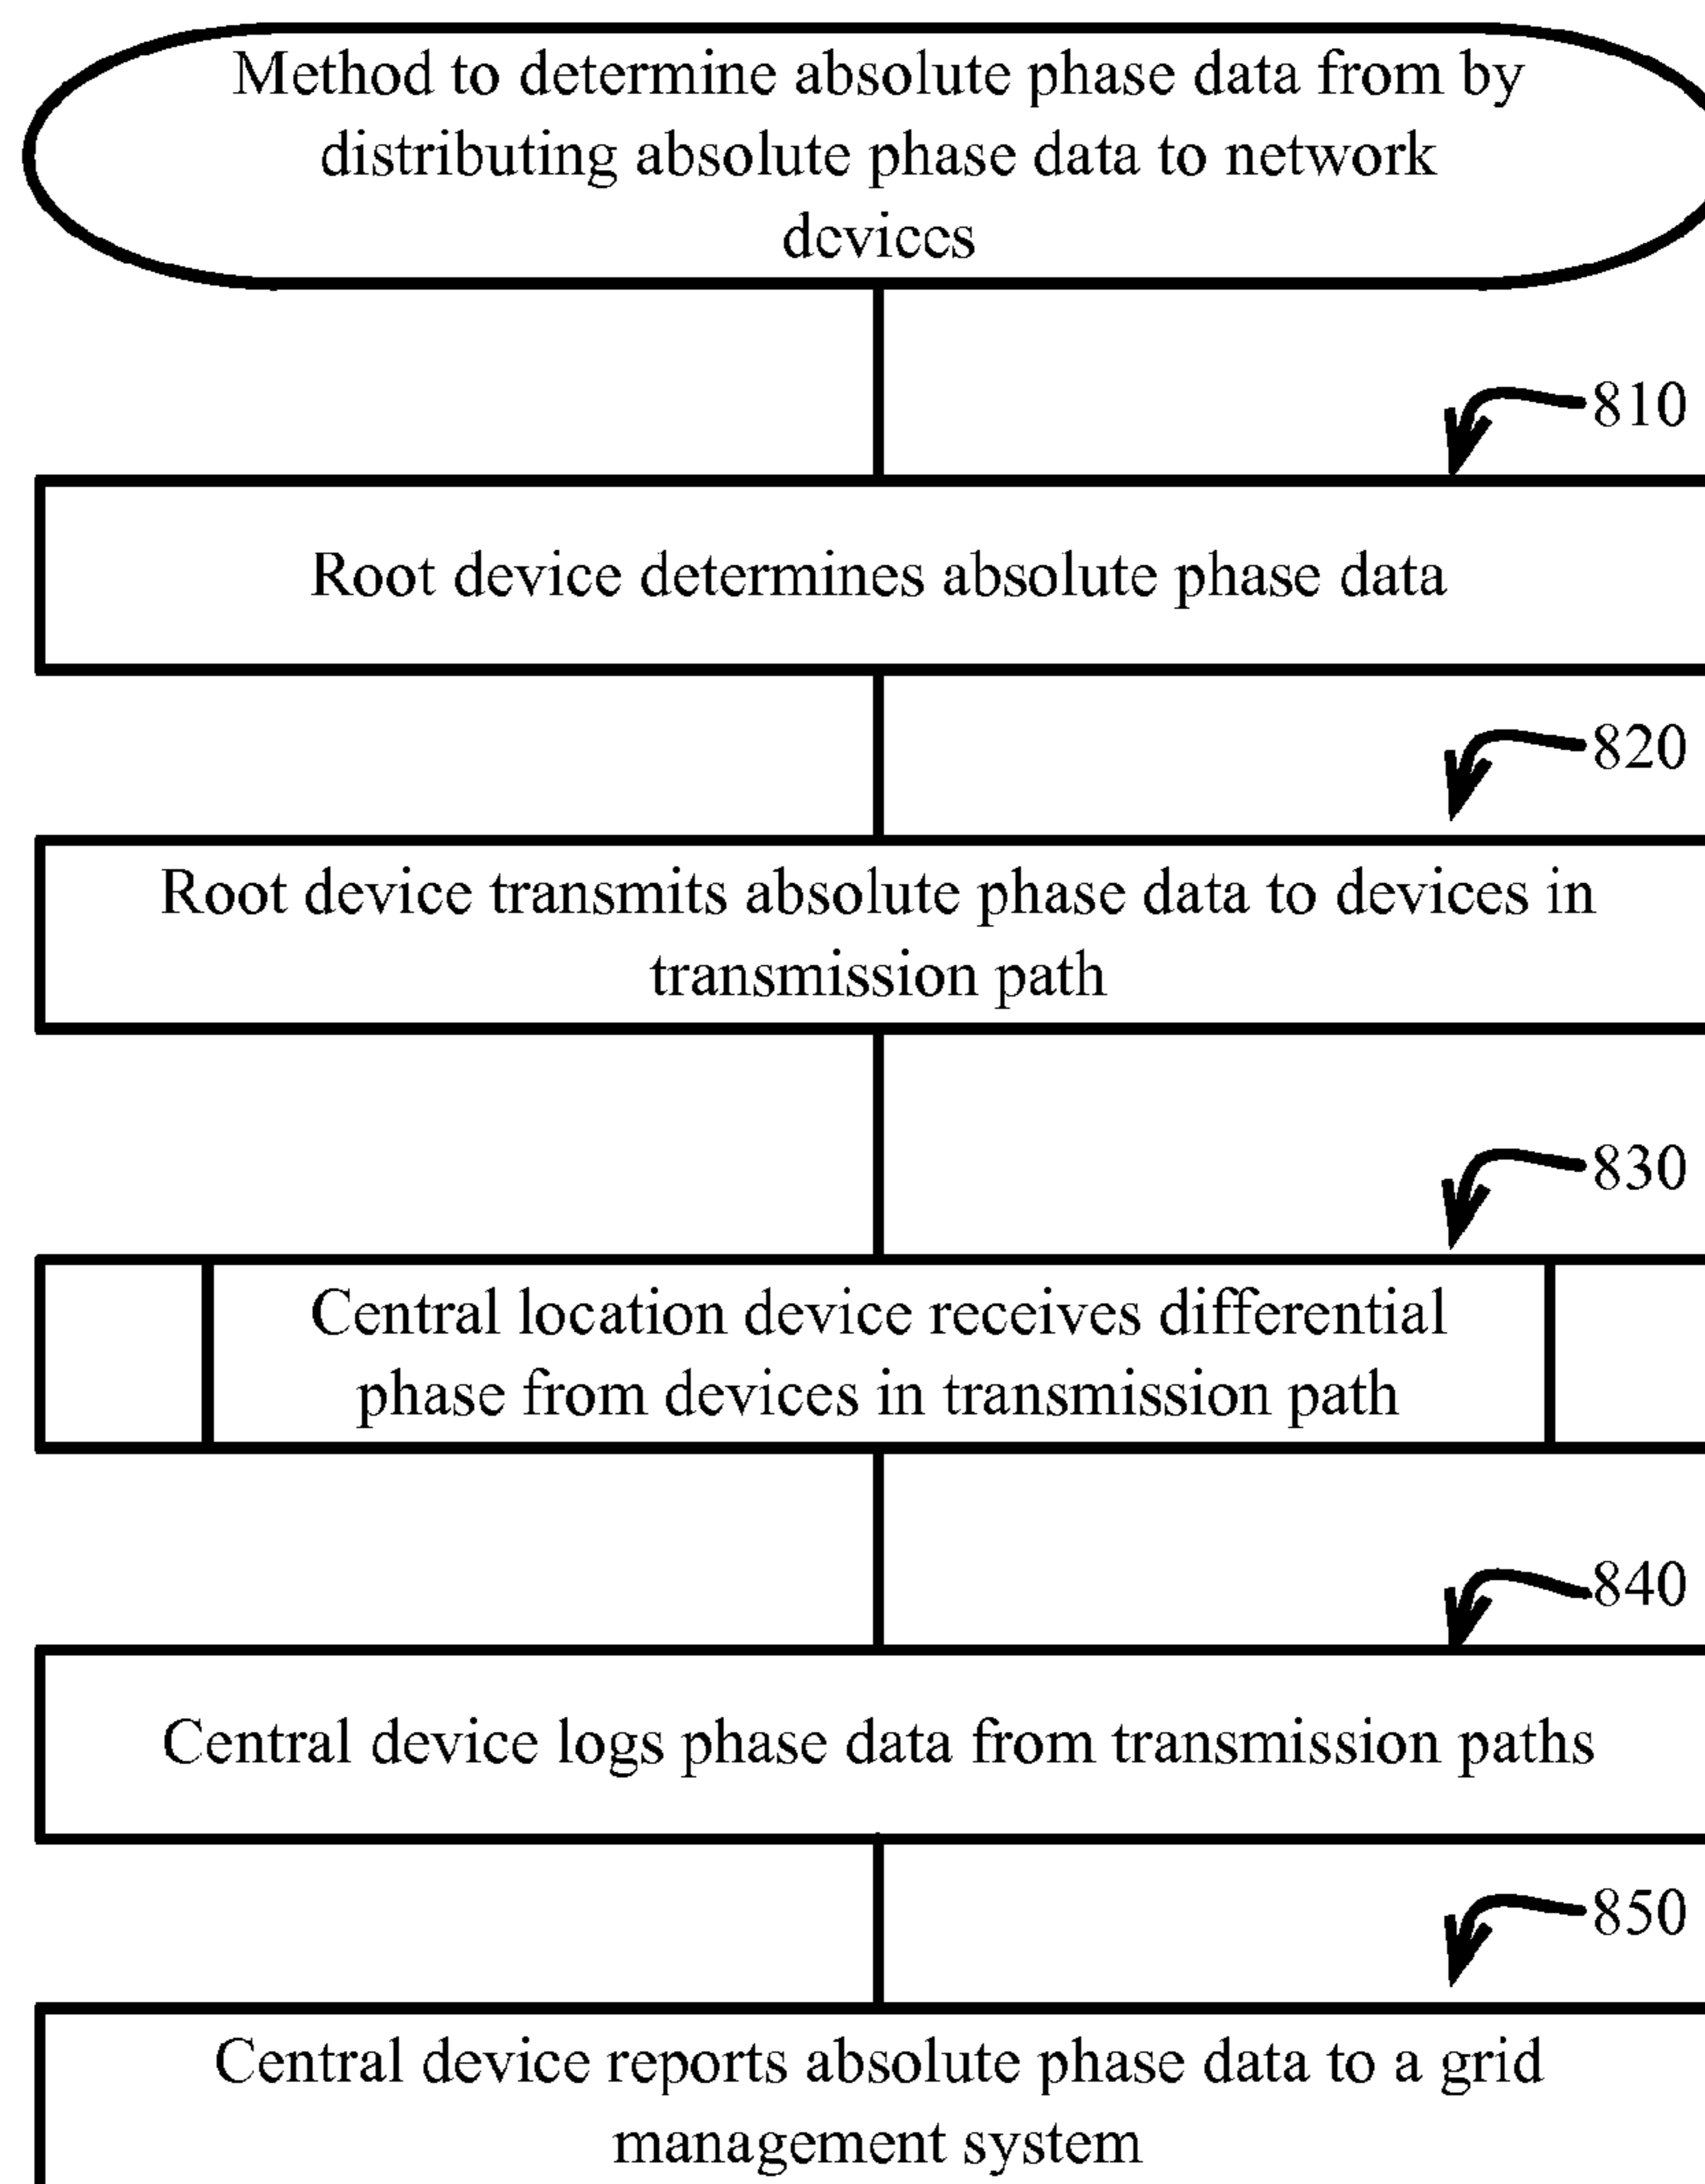 Method to determine absolute phase data from by
distributing absolute phase data to network
devices
810
Root device determines absolute phase data
820
Root device transmits absolute phase data to devices in
transmission path
830
Central location device receives differential
phase from devices in transmission path
840
Central device logs phase data from transmission paths
850
Central device reports absolute phase data to a grid
management system